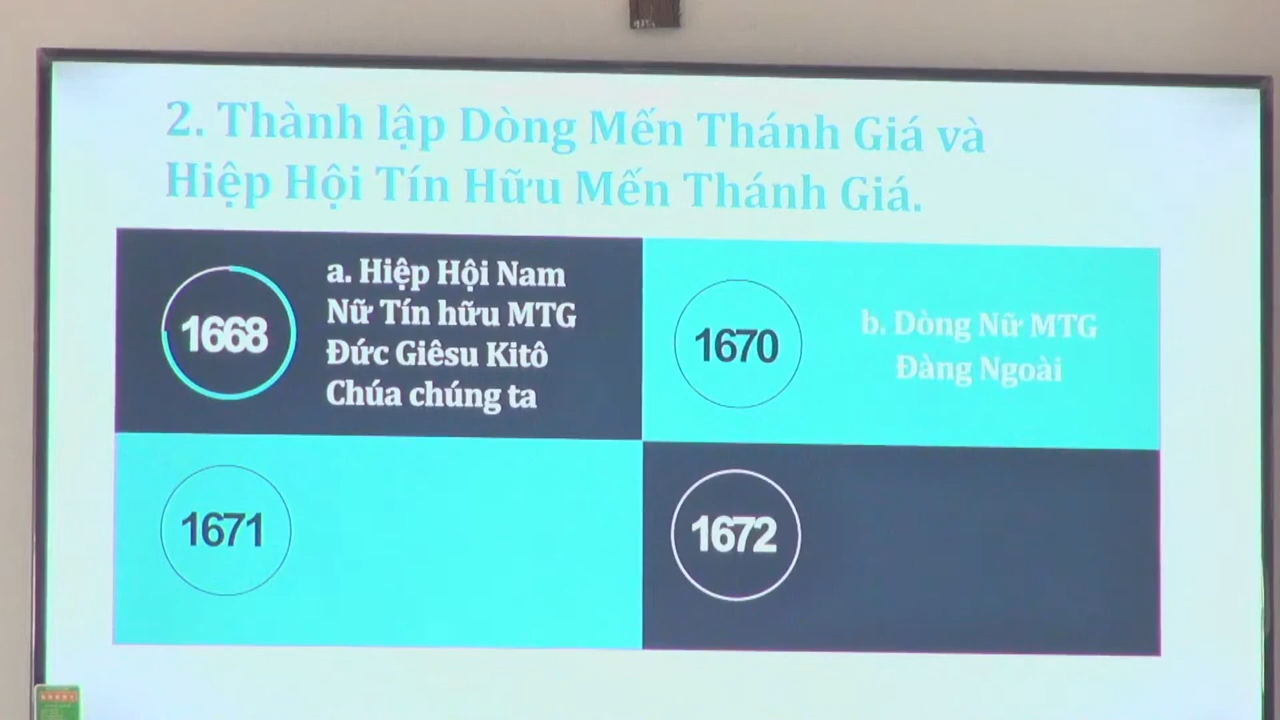 2. Thành lập Dòng Mến Thánh Giá và
Hiệp Hội Tín Hữu Mến Thánh Giá.
1668
a. Hiệp Hội Nam
Nữ Tín hữu MTG
Đức Giêsu Kitô
Chúa chúng ta
1670
b. Dòng Nữ MTG
Đàng Ngoài
1671
1672